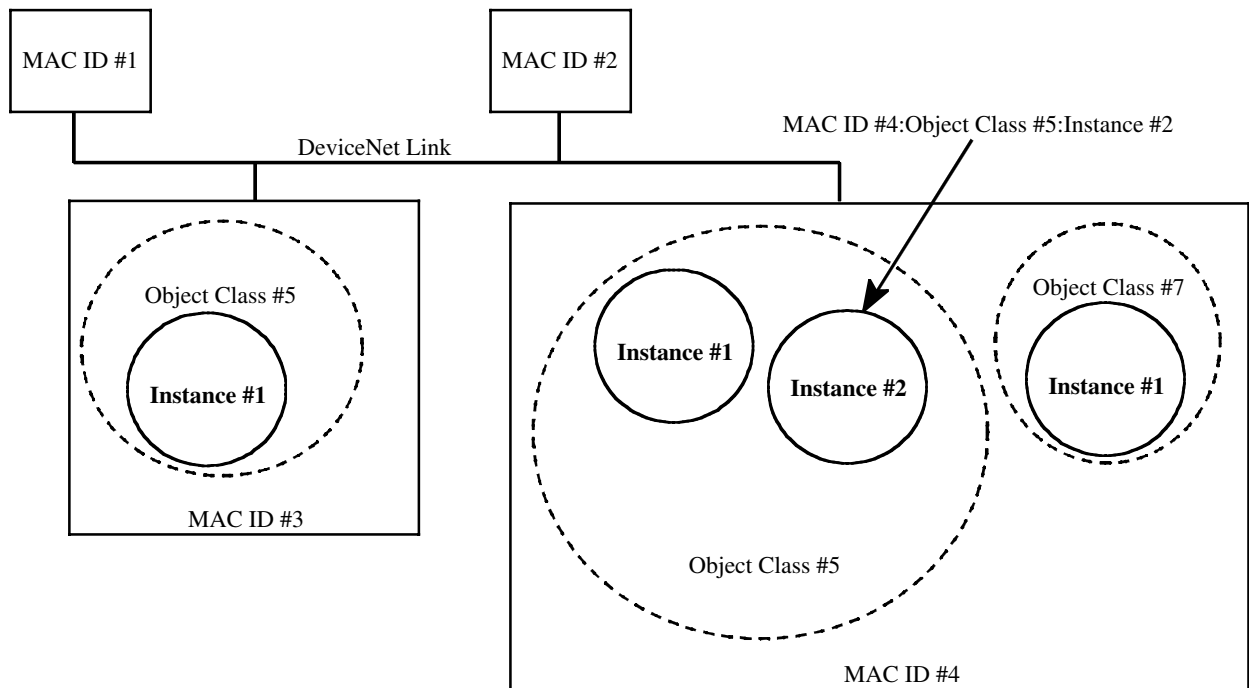 MAC ID #1
MAC ID #2
MAC ID #4:Object Class #5:Instance #2
DeviceNet Link
Object Class #5
Instance #1
MAC ID #3
Instance #1
Instance #2
Object Class #5
Object Class #7
Instance #1
MAC ID #4